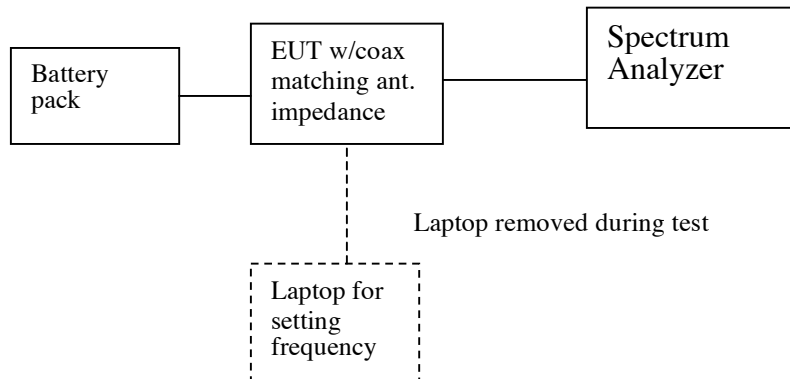 Battery
pack
EUT w/coax
matching ant.
impedance
Spectrum
Analyzer
Laptop removed during test
Laptop for
setting
frequency